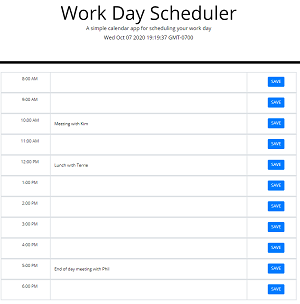 Work Day Scheduler
A simple calendar app for scheduling your work day
Wed Oct 07 2020 19:19:37 GMT-0700
8:00 AM SAVE
9:00 AM SAVE
10:00 AM Meeting with Kim SAVE
11:00 AM SAVE
12:00 PM Lunch with Terrie SAVE
1:00 PM SAVE
2:00 PM SAVE
3:00 PM SAVE
4:00 PM SAVE
5:00 PM End of day meeting with Phil SAVE
6:00 PM SAVE